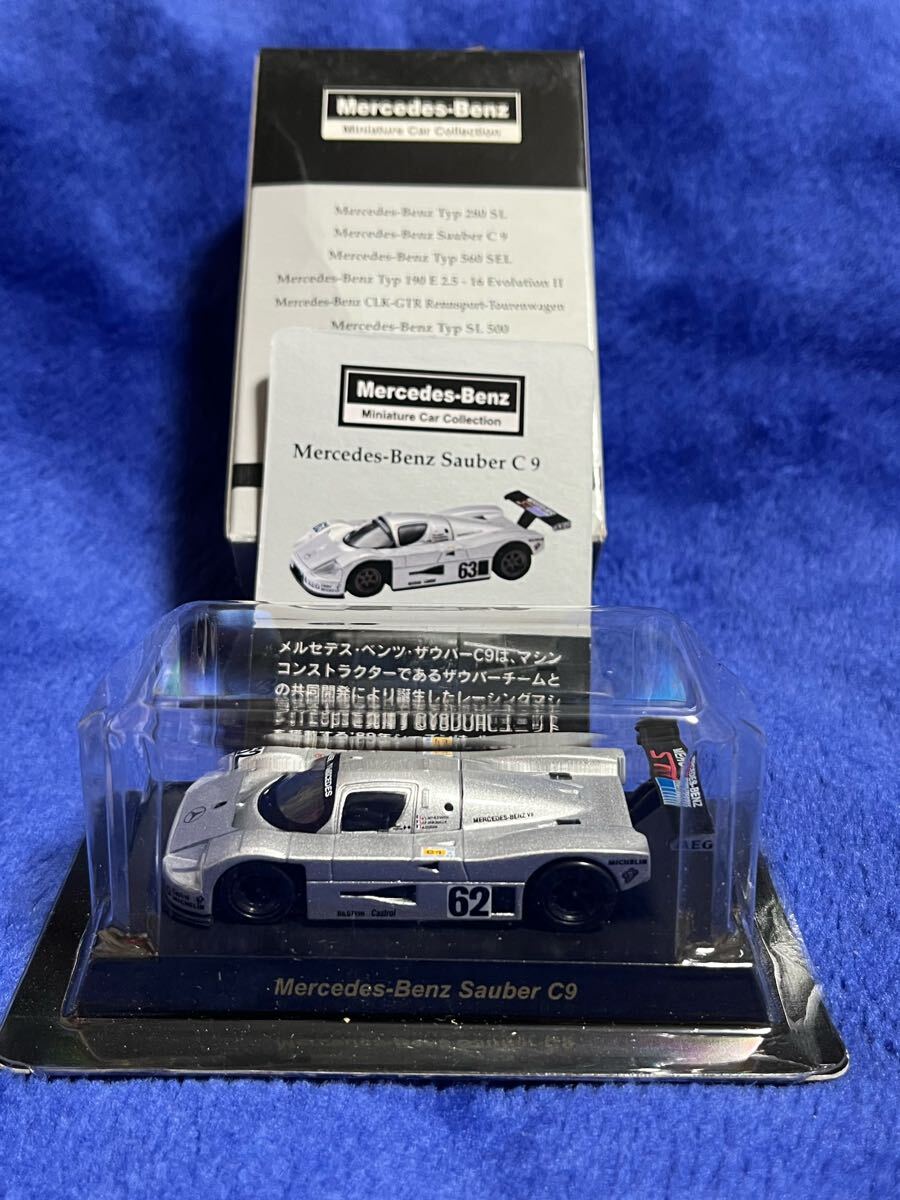 Mercedes-Benz
Miniature Car Collection
Mercedes-Benz Typ 280 SL
Mercedes-Benz Sauber C 9
Mercedes-Benz Typ 560 SEL
Mercedes-Benz Typ 190 E 2.5 - 16 Evolution II
Mercedes-Benz CLK-GTR Rennsport-Tourenwagen
Mercedes-Benz Typ SL 500
Mercedes-Benz
Miniature Car Collection
Mercedes-Benz Sauber C 9
63
メルセデス・ベンツ・ザウバーC9は、マシン
コンストラクターであるザウバーチームと
の共同開発により誕生したレーシングマシ
MERCEDES-BENZ V8
MERCEDES-BENZ
AEG
MICHELIN
62
Castrol
MICHELIN
Mercedes-Benz Sauber C9